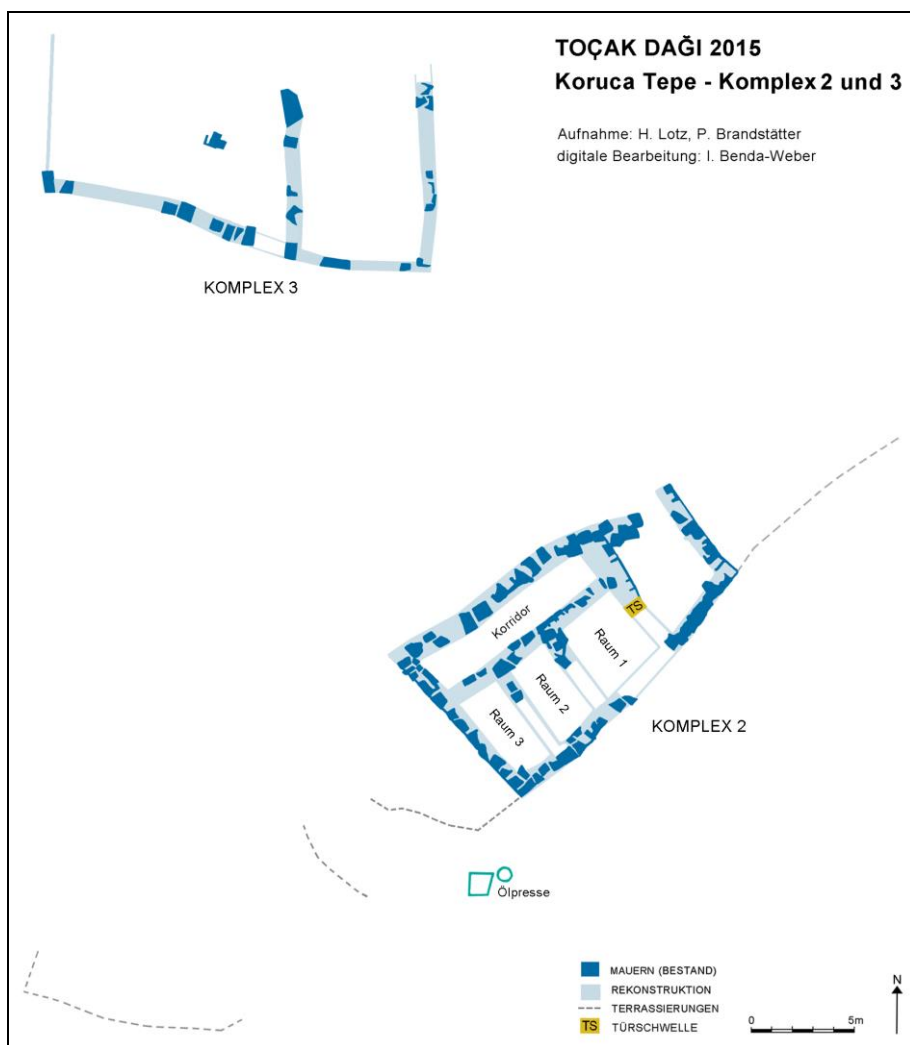 TOÇAK DAĞI 2015
Koruca Tepe - Komplex 2 und 3
Aufnahme: H. Lotz, P. Brandstätter
digitale Bearbeitung: I. Benda-Weber
KOMPLEX 3
Korridor
TS
Raum 1
Raum 2
Raum 3
KOMPLEX 2
Ölpresse
MAUERN (BESTAND)
REKONSTRUKTION
TERRASSIERUNGEN
TS TÜRSCHWELLE
0 5m
N